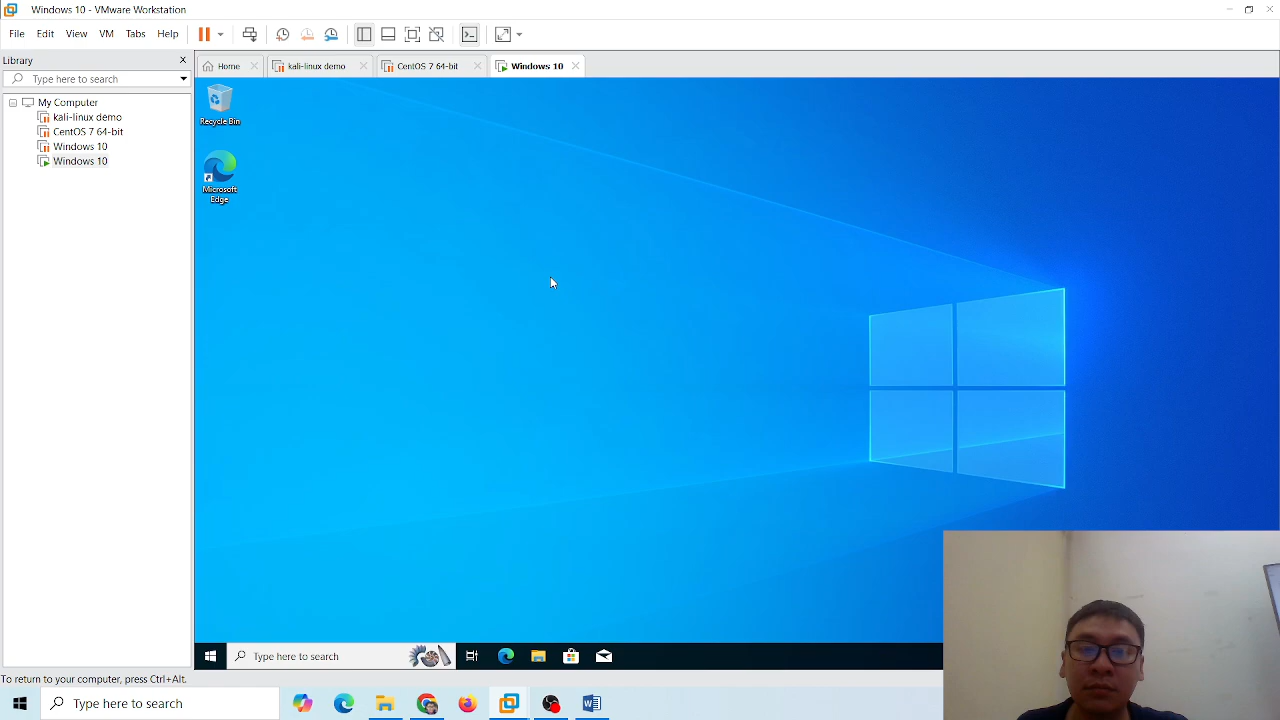 Windows 10 - VMware Workstation
File Edit View VM Tabs Help
Library
Type here to search
My Computer
kali-linux demo
CentOS 7 64-bit
Windows 10
Windows 10
Home
kali-linux demo
CentOS 7 64-bit
Windows 10
Recycle Bin
Microsoft
Edge
Type here to search
To return to your computer, press Ctrl+Alt.
Type here to search